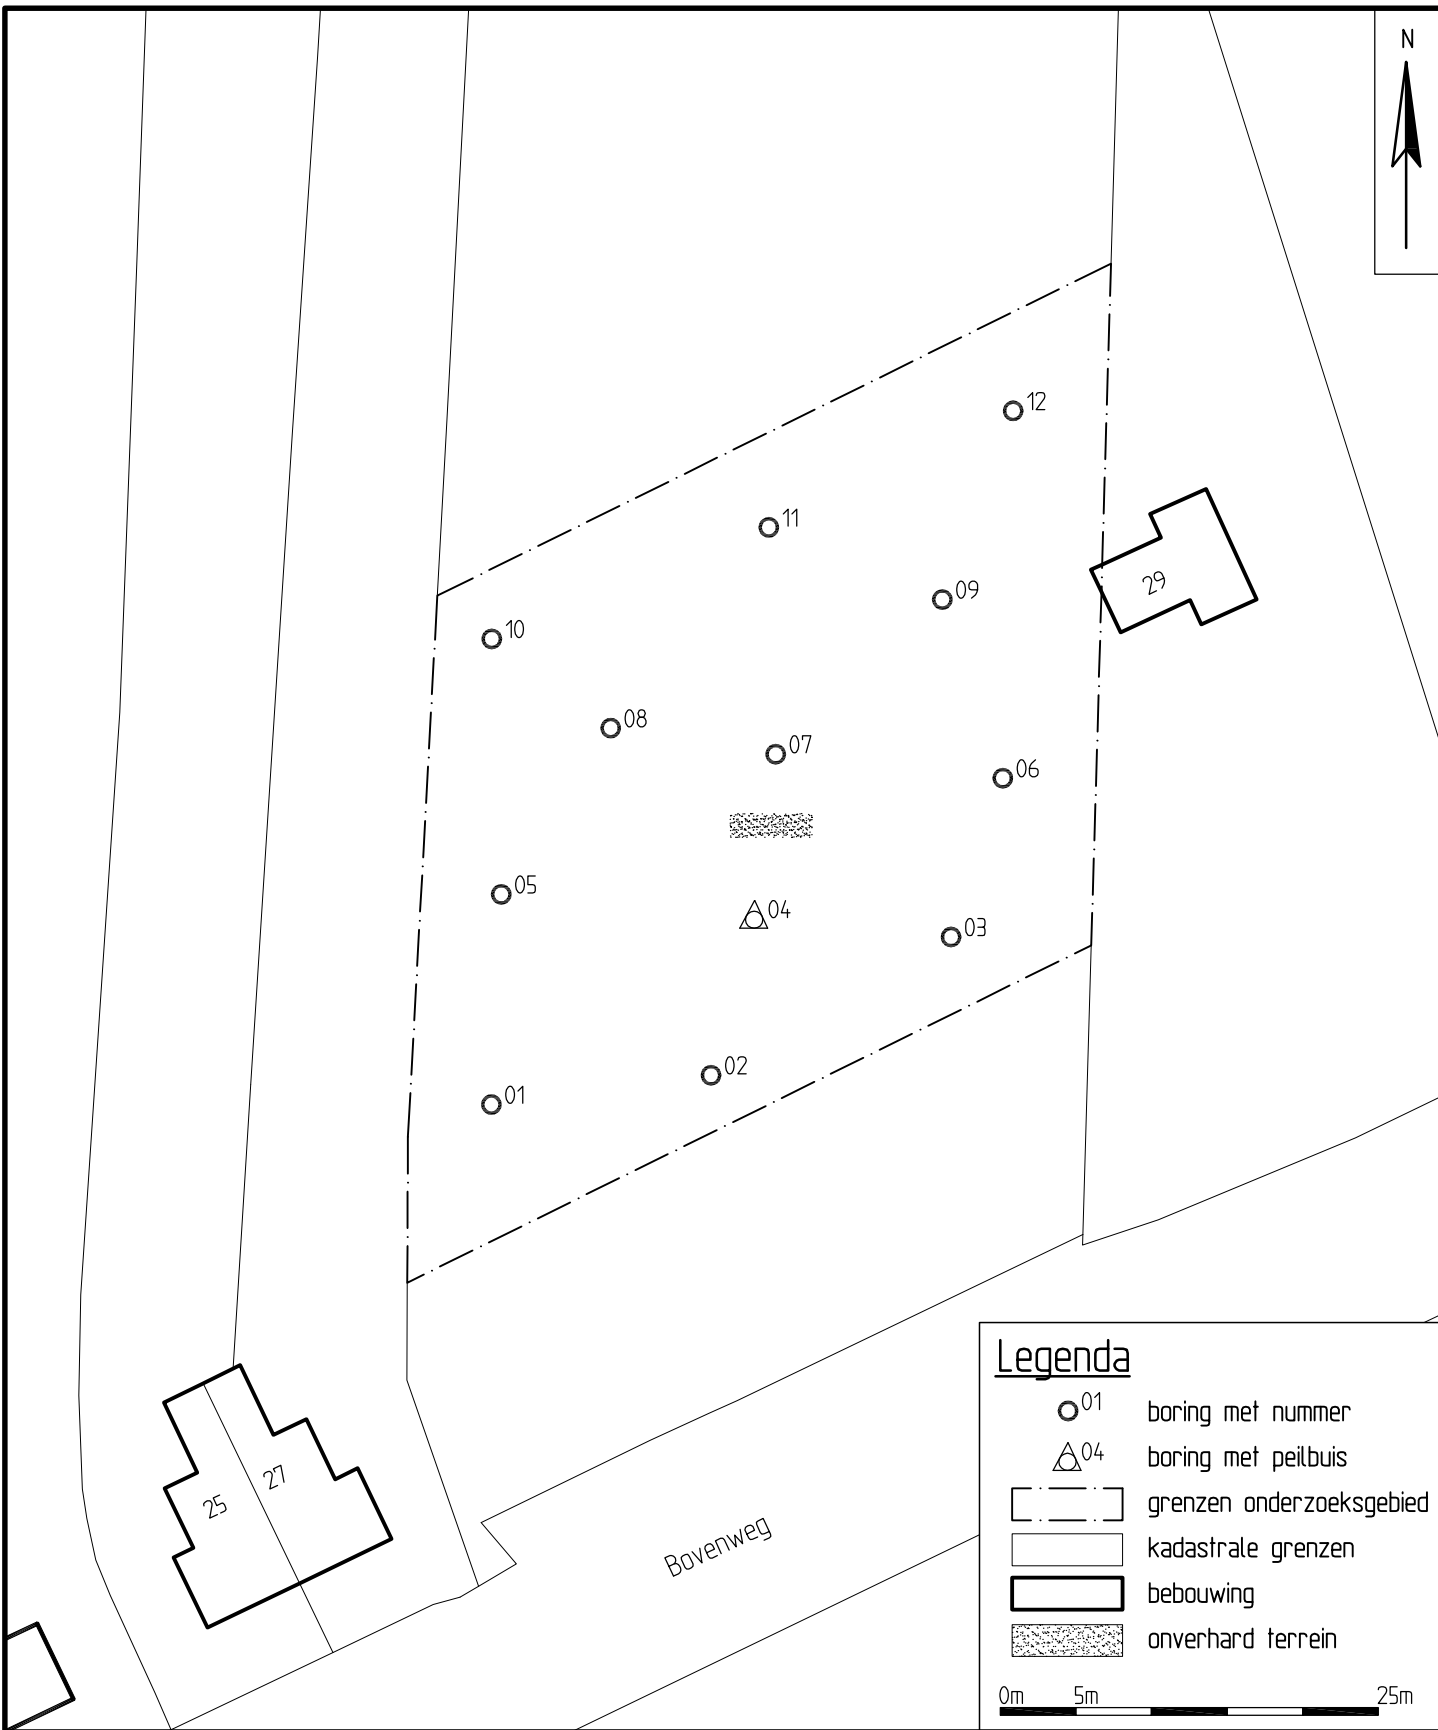 N
12
11
29
09
10
08
07
06
05
04
03
02
01
Legenda
01 boring met nummer
04 boring met peilbuis
grenzen onderzoeksgebied
kadastrale grenzen
bebouwing
onverhard terrein
0m 5m 25m
27
25
Bovenweg